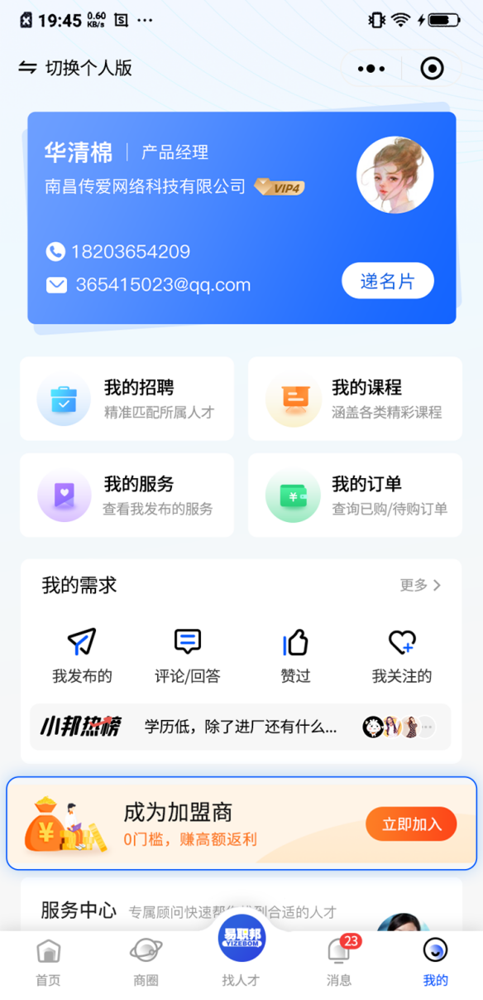 19:45 0.60 KB/s S ...
切换个人版
华清棉 产品经理
南昌传爱网络科技有限公司 VIP4
18203654209
365415023@qq.com
递名片
我的招聘
精准匹配所属人才
我的课程
涵盖各类精彩课程
我的服务
查看我发布的服务
我的订单
查询已购/待购订单
我的需求 更多
我发布的 评论/回答 赞过 我关注的
小邦热榜 学历低，除了进厂还有什么...
成为加盟商
0门槛，赚高额返利
立即加入
服务中心 专属顾问快速帮你找到合适的人才
易职邦
YIZEBOM
23
首页 商圈 找人才 消息 我的